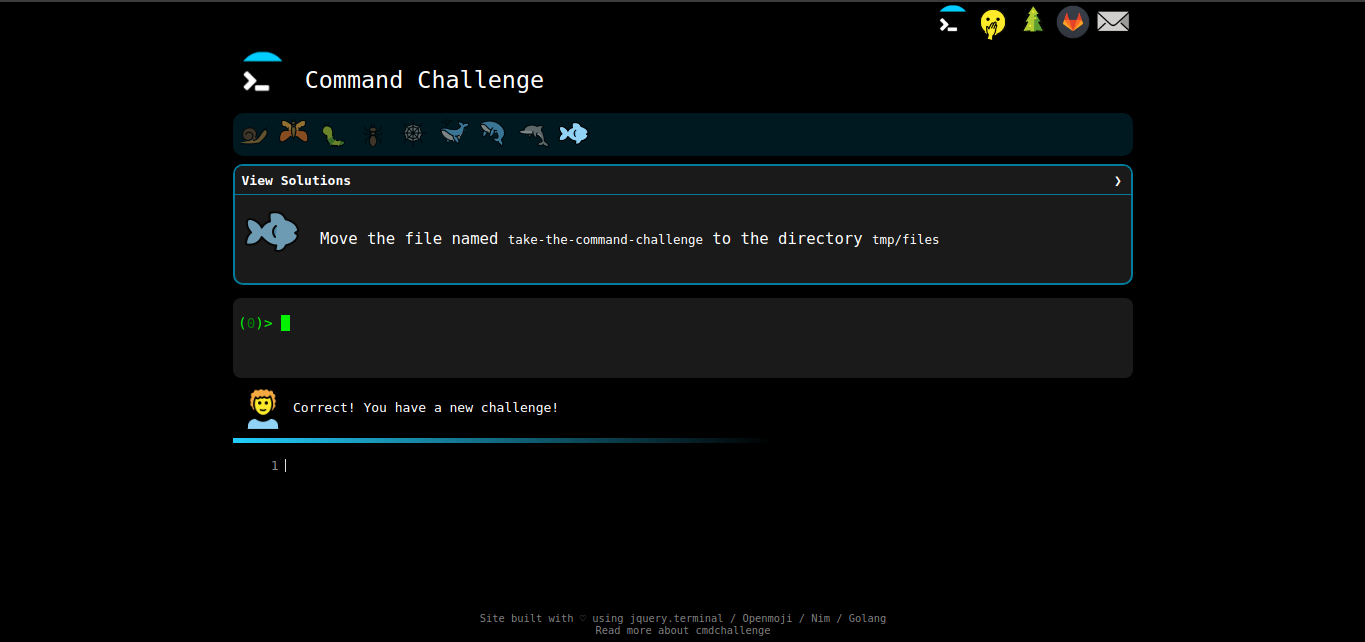 Command Challenge
View Solutions ❯
Move the file named take-the-command-challenge to the directory tmp/files
(0)>
Correct! You have a new challenge!
1
Site built with ♡ using jquery.terminal / Openmoji / Nim / Golang
Read more about cmdchallenge